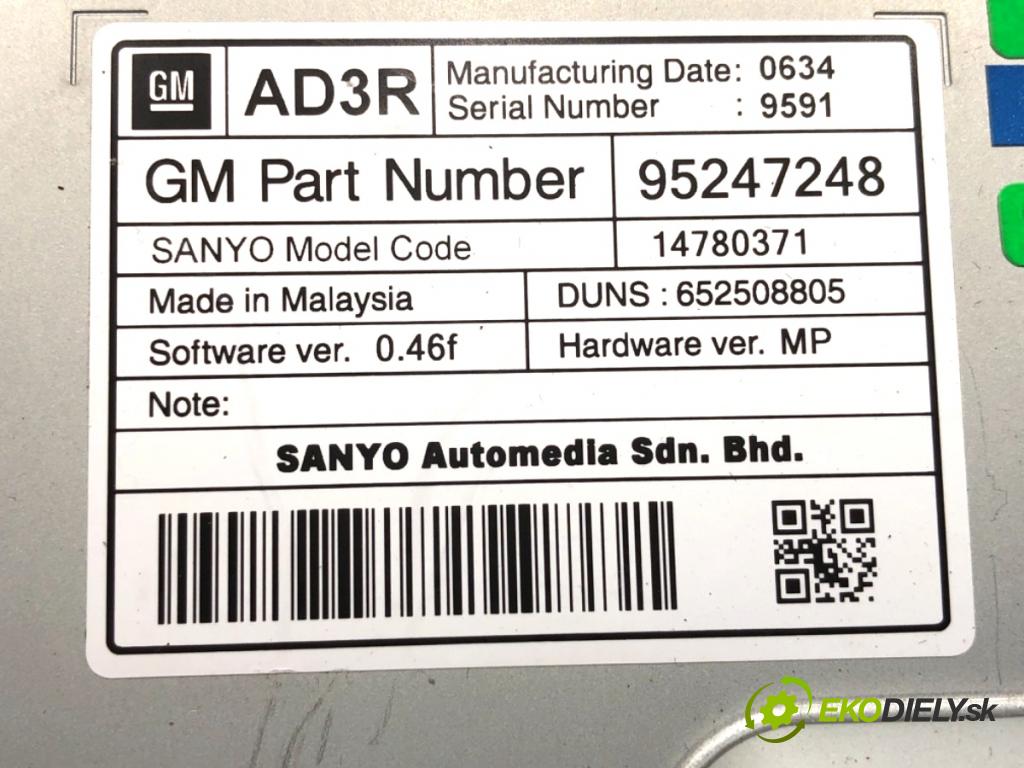 GM AD3R Manufacturing Date: 0634
Serial Number : 9591
GM Part Number 95247248
SANYO Model Code 14780371
Made in Malaysia DUNS : 652508805
Software ver. 0.46f Hardware ver. MP
Note:
SANYO Automedia Sdn. Bhd.
EKODIELY.sk